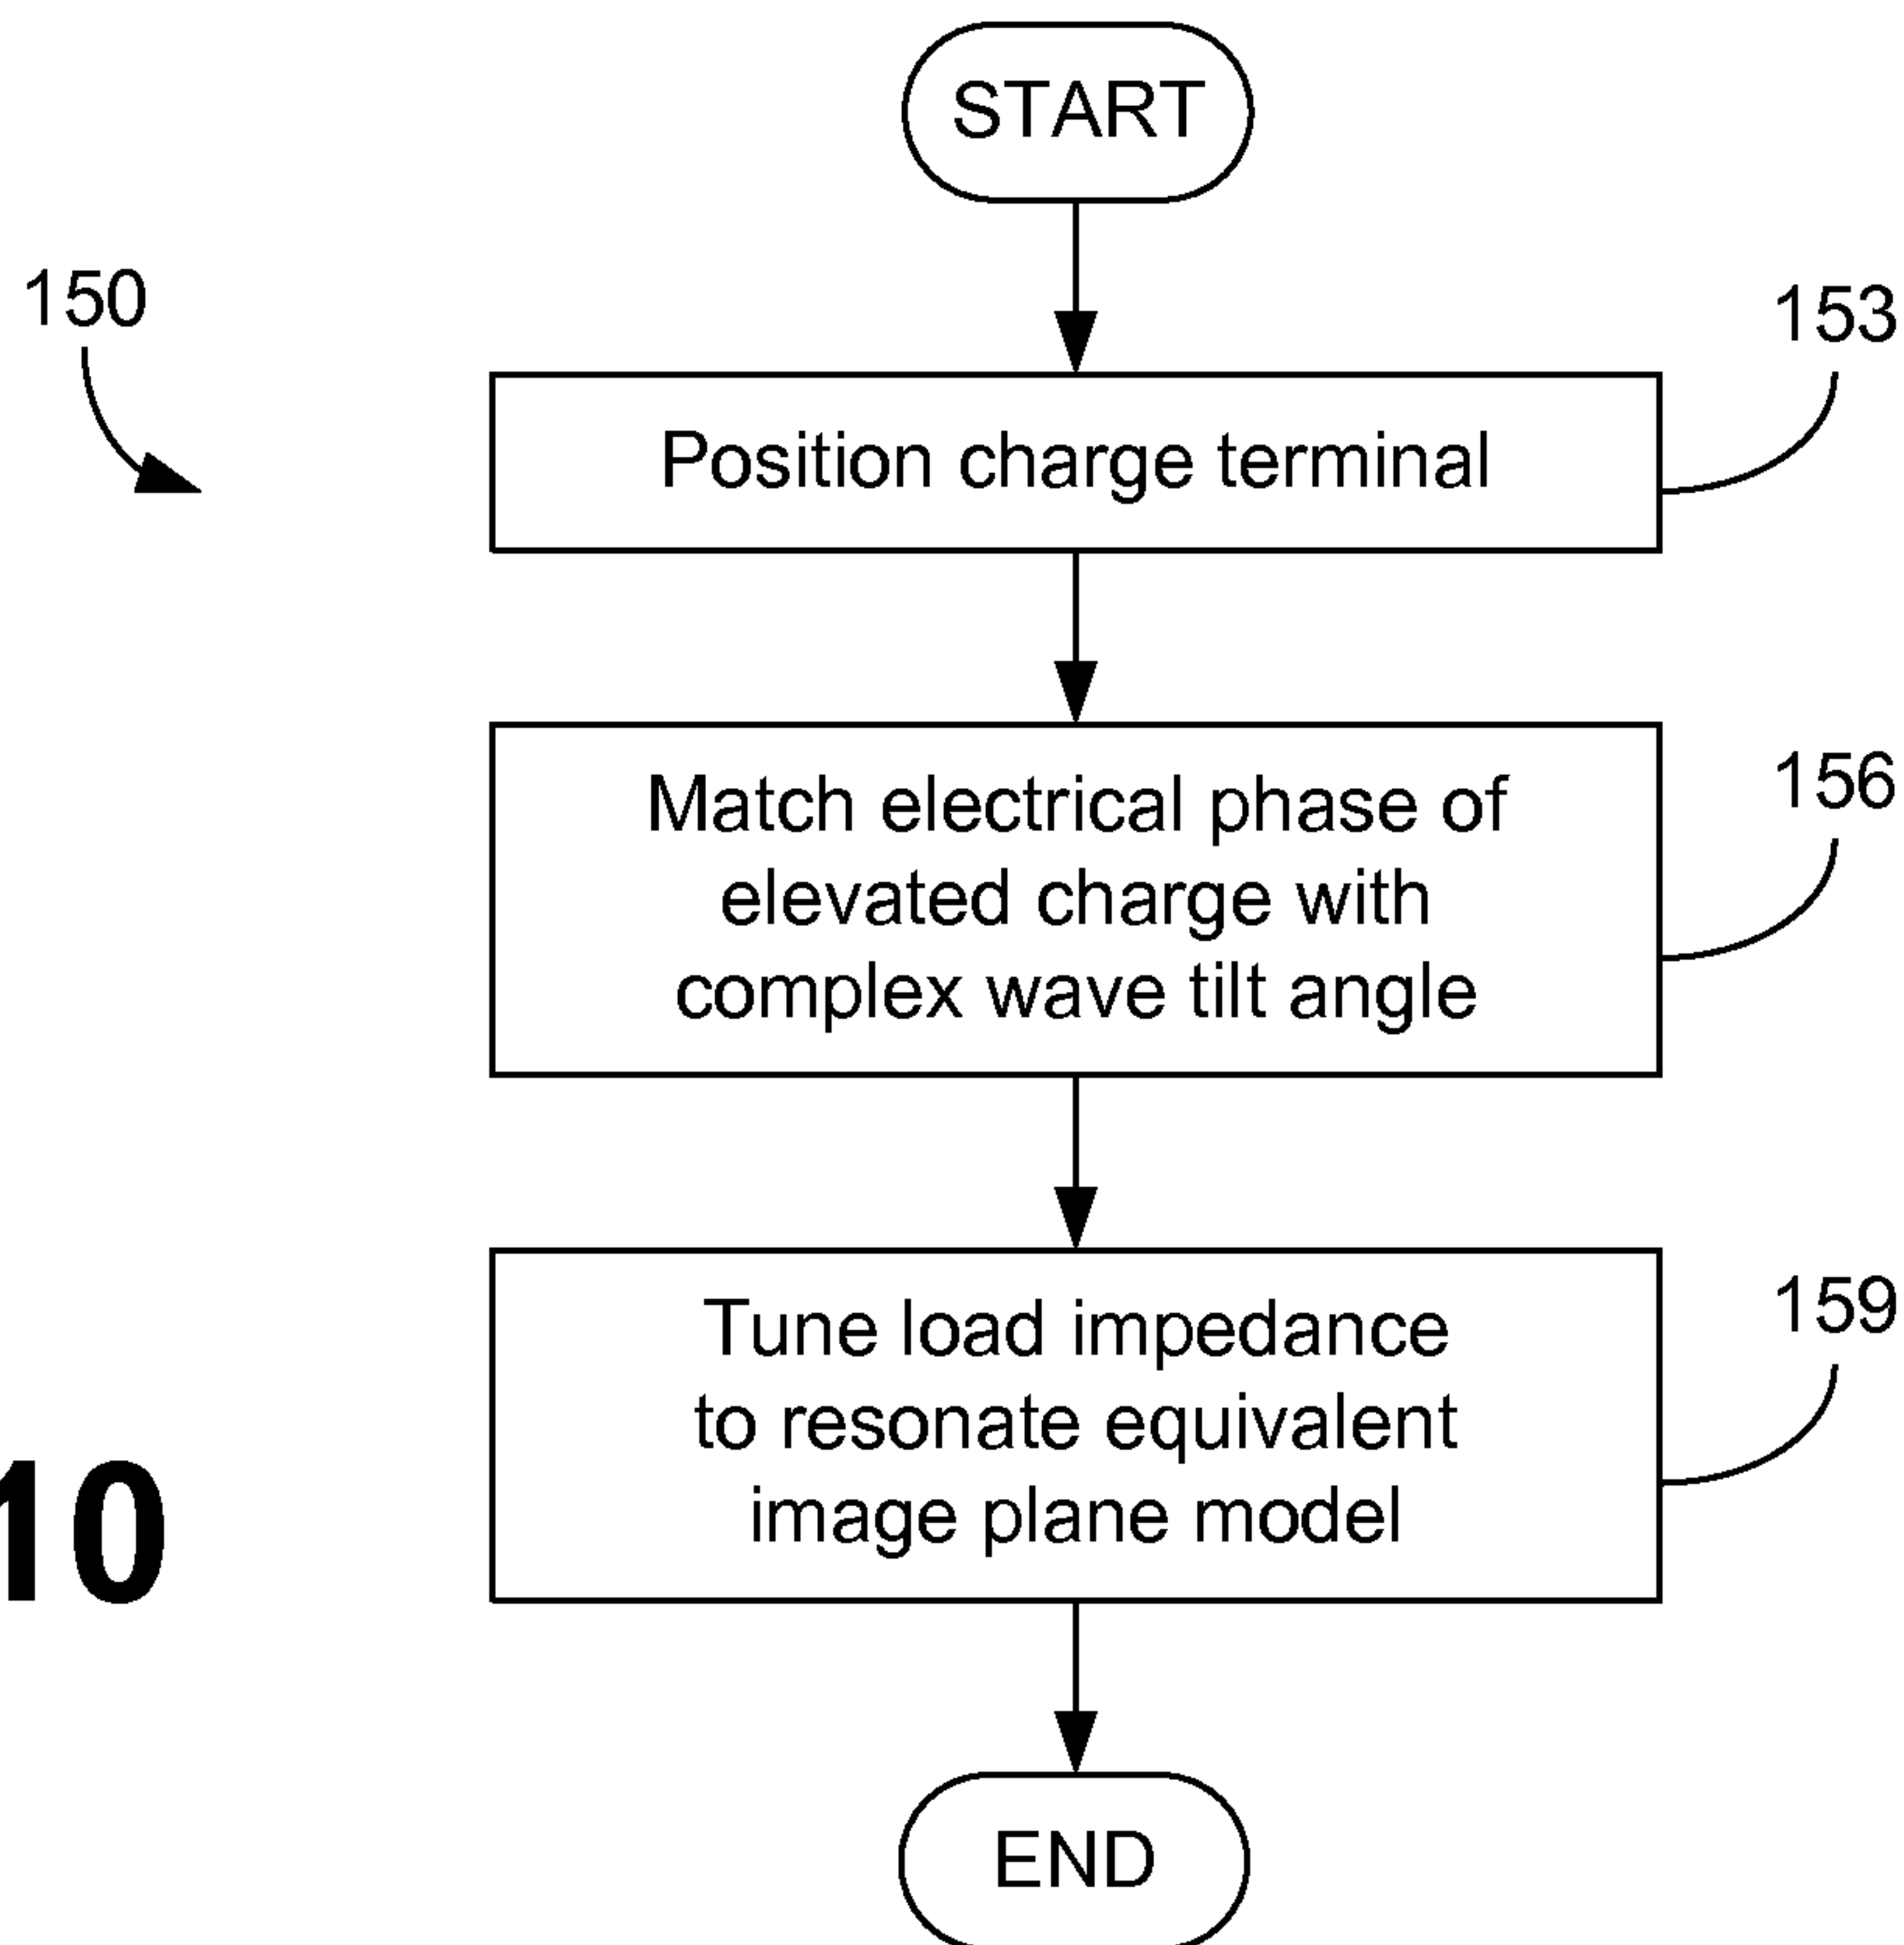 START
150
153
Position charge terminal
156
Match electrical phase of
elevated charge with
complex wave tilt angle
159
Tune load impedance
to resonate equivalent
image plane model
10
END